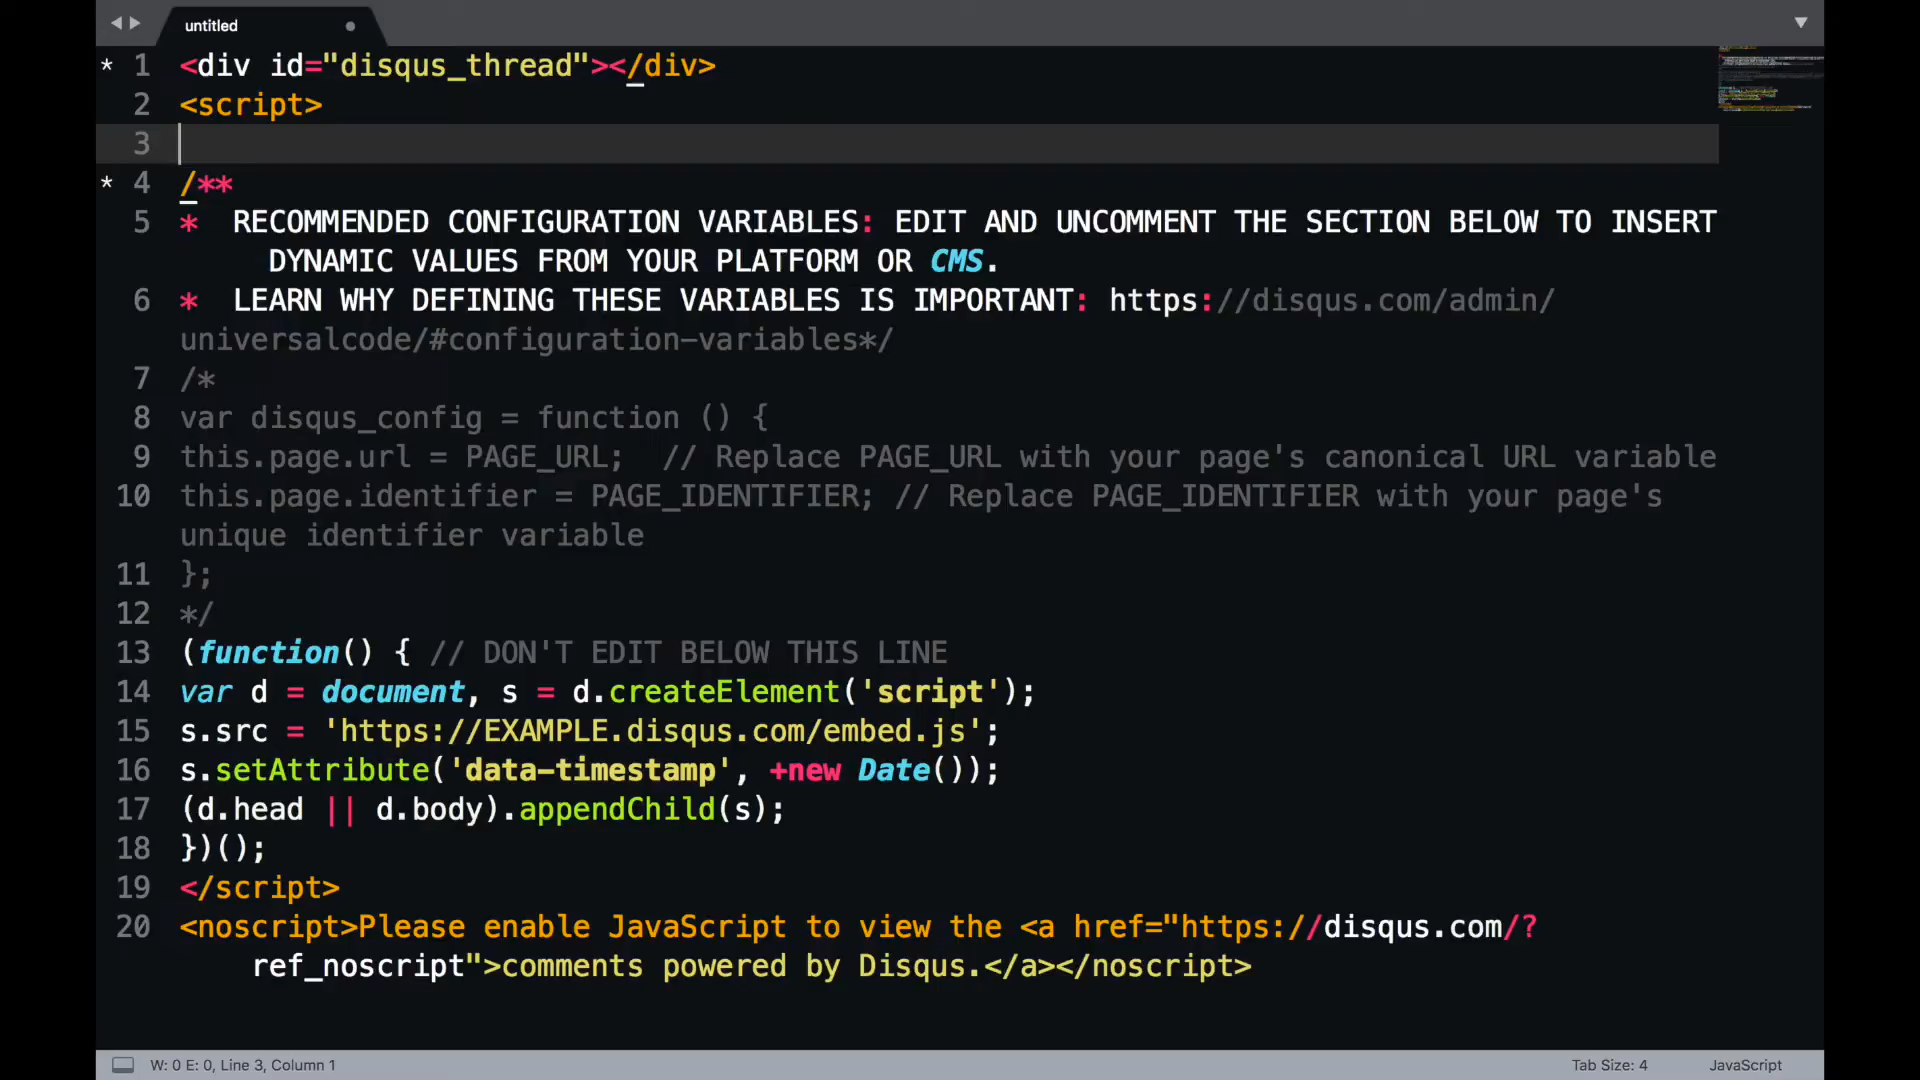 untitled
* 1 <div id="disqus_thread"></div>
2 <script>
3
* 4 /**
5 *  RECOMMENDED CONFIGURATION VARIABLES: EDIT AND UNCOMMENT THE SECTION BELOW TO INSERT
DYNAMIC VALUES FROM YOUR PLATFORM OR CMS.
6 *  LEARN WHY DEFINING THESE VARIABLES IS IMPORTANT: https://disqus.com/admin/
universalcode/#configuration-variables*/
7 /*
8 var disqus_config = function () {
9 this.page.url = PAGE_URL;  // Replace PAGE_URL with your page's canonical URL variable
10 this.page.identifier = PAGE_IDENTIFIER; // Replace PAGE_IDENTIFIER with your page's
unique identifier variable
11 };
12 */
13 (function() { // DON'T EDIT BELOW THIS LINE
14 var d = document, s = d.createElement('script');
15 s.src = 'https://EXAMPLE.disqus.com/embed.js';
16 s.setAttribute('data-timestamp', +new Date());
17 (d.head || d.body).appendChild(s);
18 })();
19 </script>
20 <noscript>Please enable JavaScript to view the <a href="https://disqus.com/?
ref_noscript">comments powered by Disqus.</a></noscript>
W: 0 E: 0, Line 3, Column 1
Tab Size: 4
JavaScript